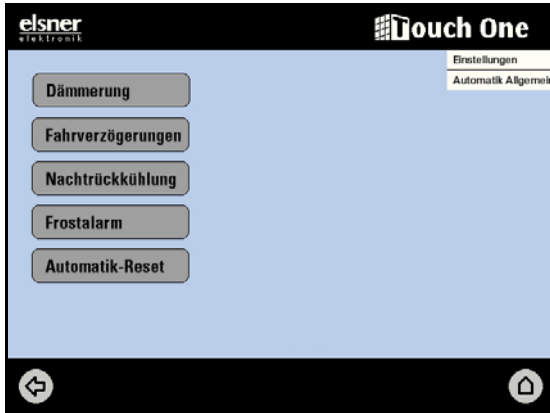 elsner
elektronik
Touch One
Einstellungen
Automatik Allgemein
Dämmerung
Fahrverzögerungen
Nachtrückkühlung
Frostalarm
Automatik-Reset